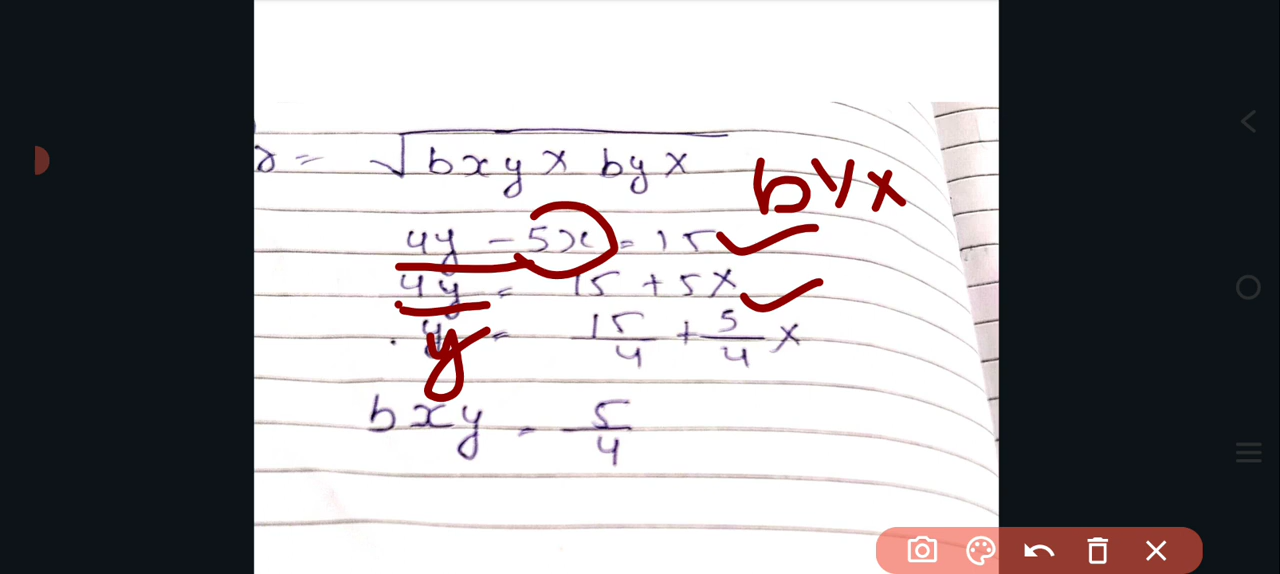 r = √bxy x byx
byx
4y - 5x = 15
4y = 15 + 5x
y = 15/4 + 5/4 x
y
bxy = 5/4